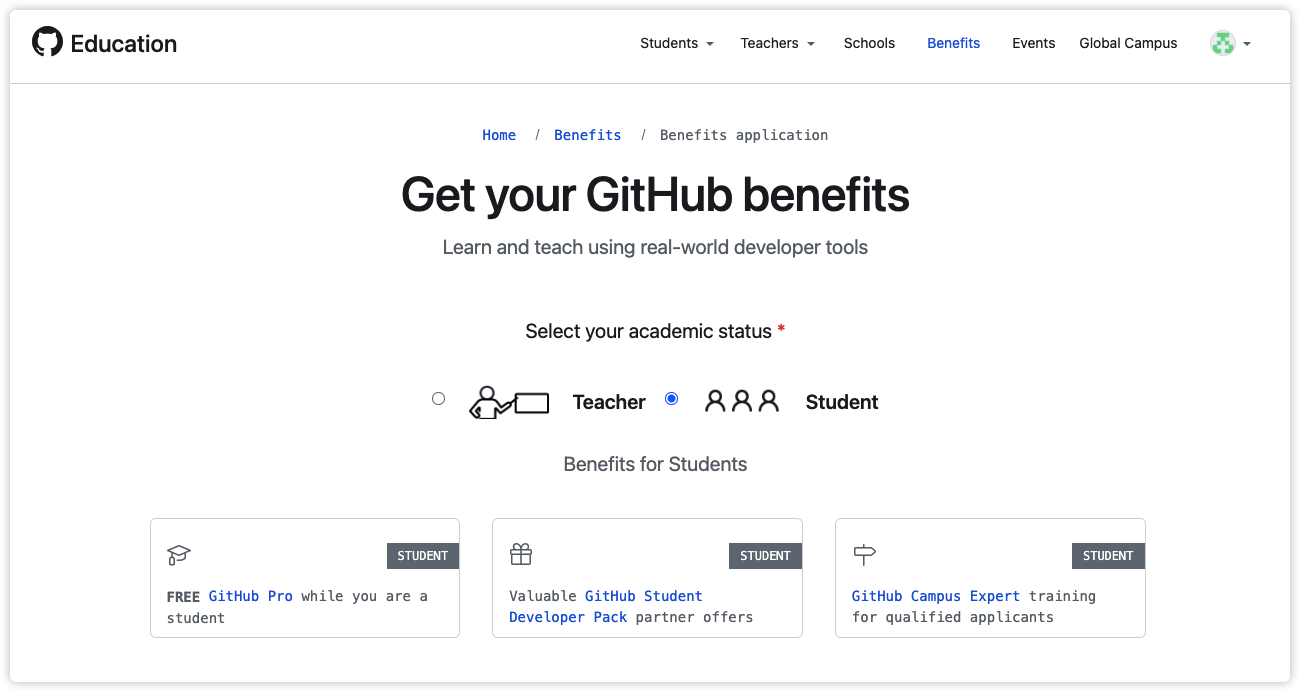 Education
Students Teachers Schools Benefits Events Global Campus
Home / Benefits / Benefits application
Get your GitHub benefits
Learn and teach using real-world developer tools
Select your academic status *
Teacher Student
Benefits for Students
STUDENT
FREE GitHub Pro while you are a
student
STUDENT
Valuable GitHub Student
Developer Pack partner offers
STUDENT
GitHub Campus Expert training
for qualified applicants